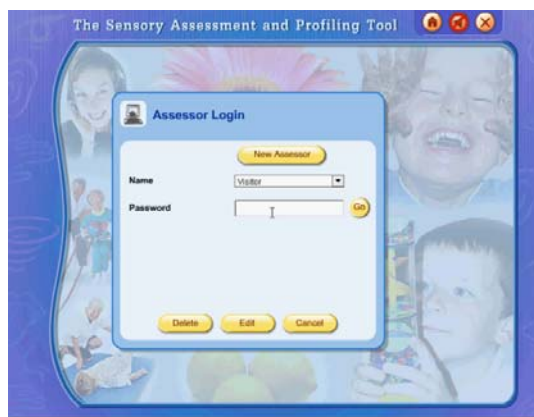 The Sensory Assessment and Profiling Tool
Assessor Login
New Assessor
Name
Visitor
Password
Go
Delete
Edit
Cancel